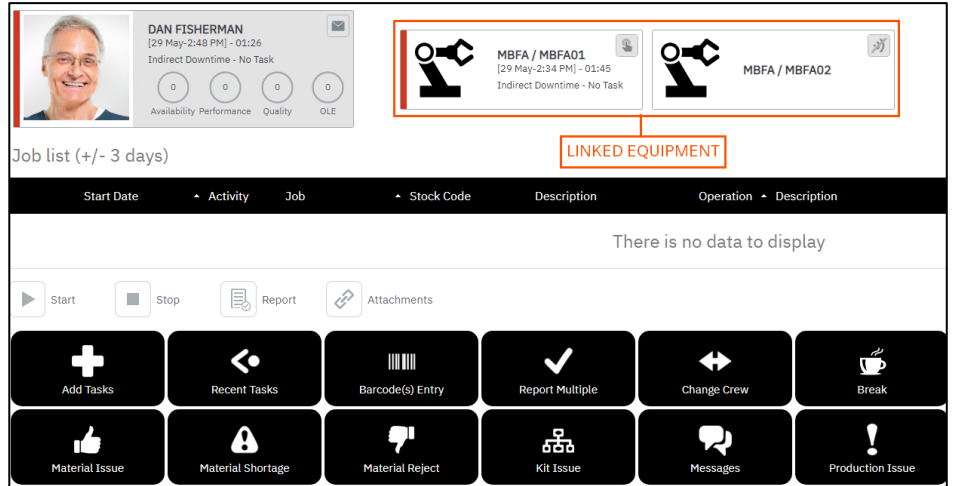 DAN FISHERMAN
[29 May-2:48 PM] - 01:26
Indirect Downtime - No Task
0 0 0 0
Availability Performance Quality OLE
MBFA / MBFA01
[29 May-2:34 PM] - 01:45
Indirect Downtime - No Task
MBFA / MBFA02
LINKED EQUIPMENT
Job list (+/- 3 days)
Start Date Activity Job Stock Code Description Operation Description
There is no data to display
Start Stop Report Attachments
Add Tasks Recent Tasks Barcode(s) Entry Report Multiple Change Crew Break
Material Issue Material Shortage Material Reject Kit Issue Messages Production Issue